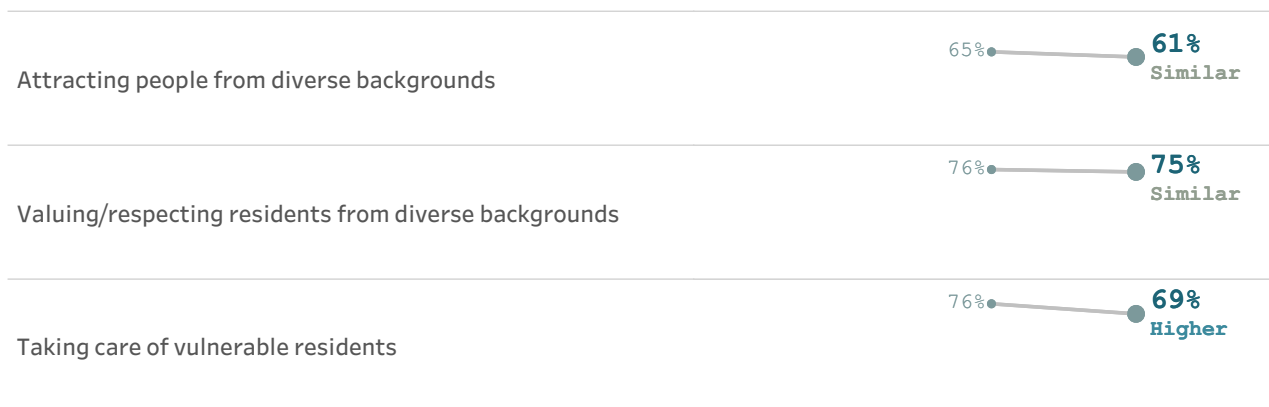 65%
61%
Similar
Attracting people from diverse backgrounds
76%
75%
Similar
Valuing/respecting residents from diverse backgrounds
76%
69%
Higher
Taking care of vulnerable residents